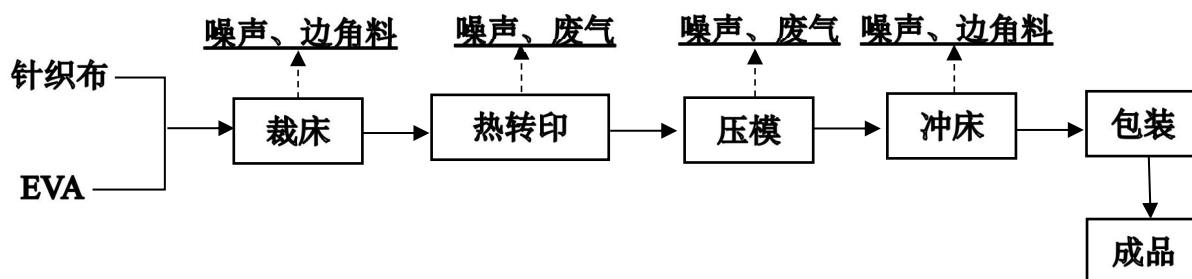 噪声、边角料
噪声、废气
噪声、废气
噪声、边角料
针织布
EVA
裁床
热转印
压模
冲床
包装
成品